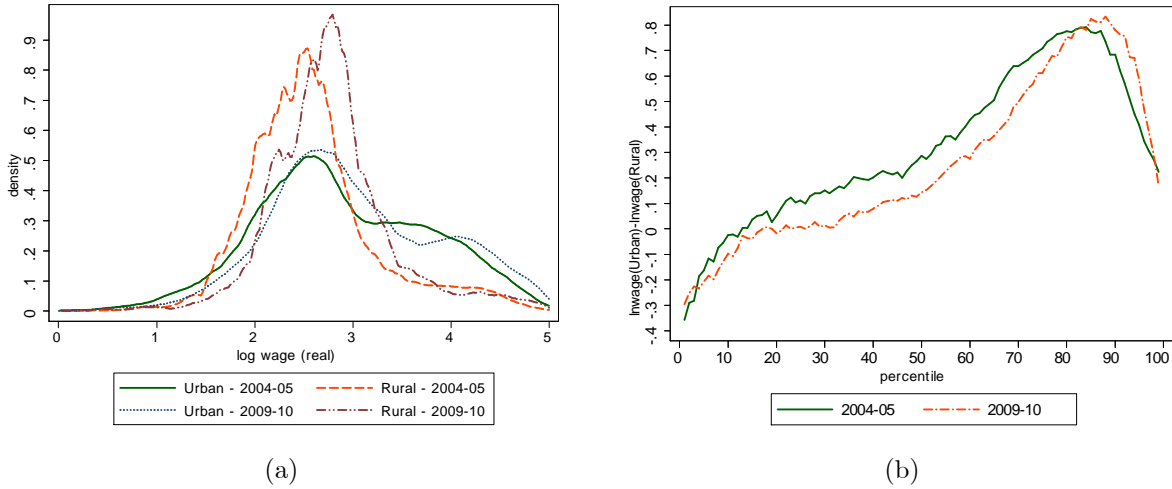 density
0 .1 .2 .3 .4 .5 .6 .7 .8 .9
0 1 2 3 4 5
log wage (real)
Urban - 2004-05 Rural - 2004-05
Urban - 2009-10 Rural - 2009-10
(a)
lnwage(Urban)-lnwage(Rural)
-.4 -.3 -.2 -.1 0 .1 .2 .3 .4 .5 .6 .7 .8
0 10 20 30 40 50 60 70 80 90 100
percentile
2004-05 2009-10
(b)